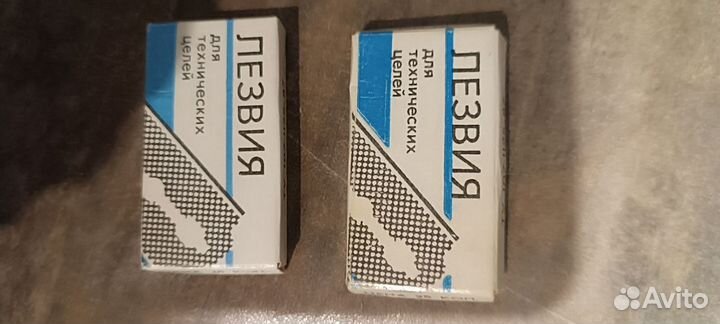 ЛЕЗВИЯ
для
технических
целей
ЛЕЗВИЯ
для
технических
целей
Avito